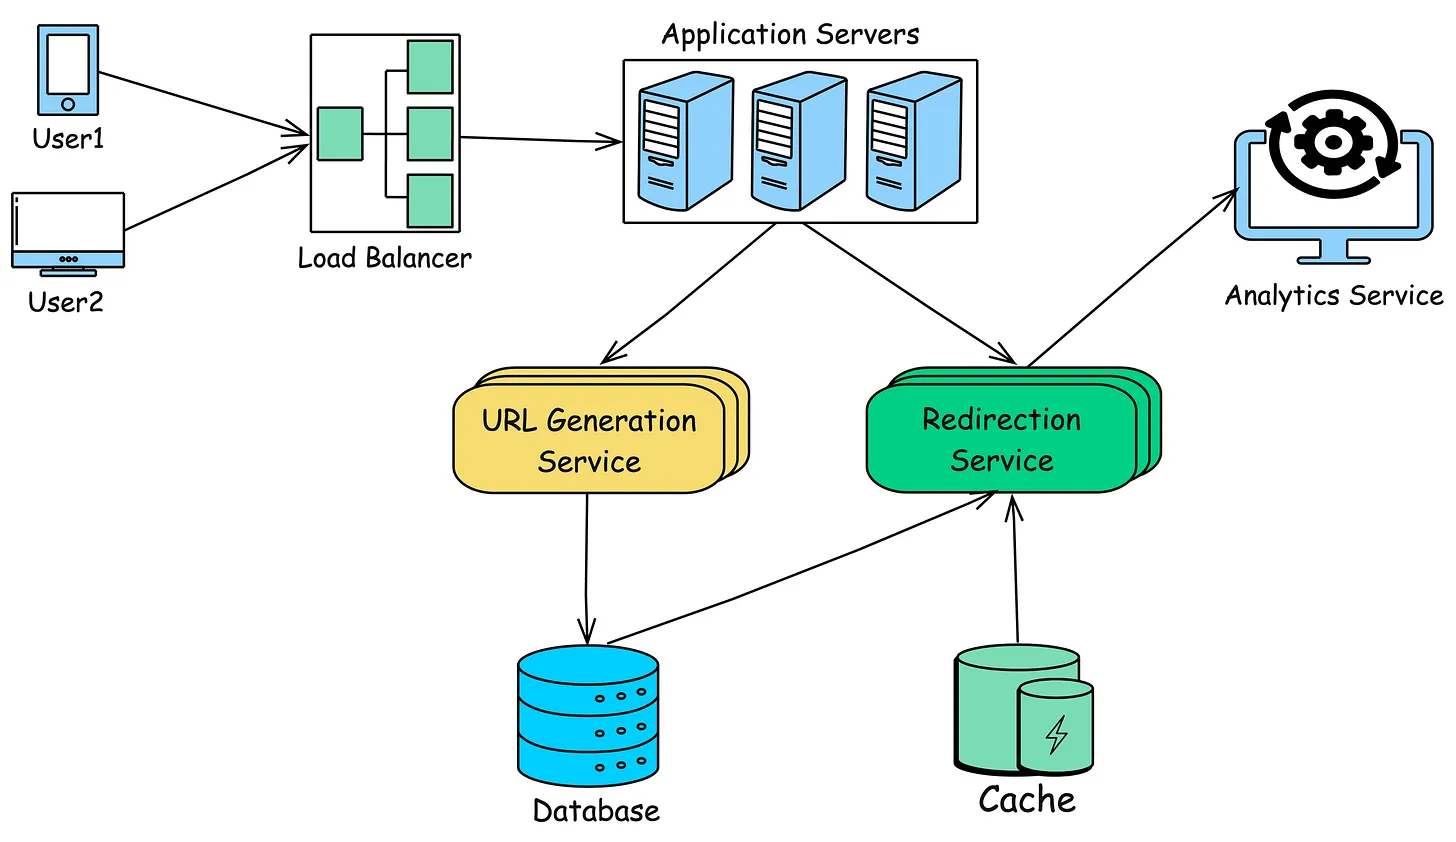 Application Servers
User1
Load Balancer
User2
Analytics Service
URL Generation
Service
Redirection
Service
Database
Cache